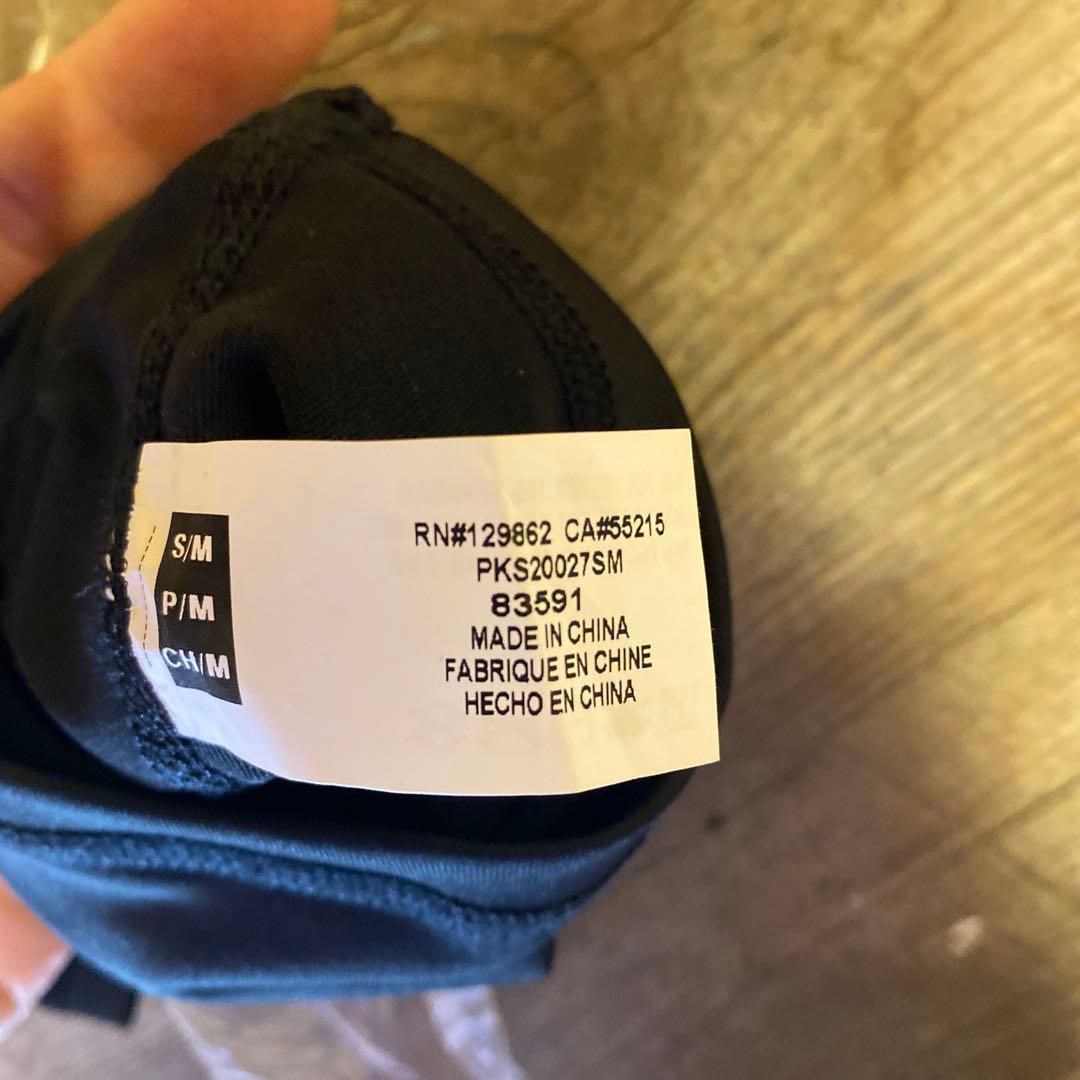 S/M
P/M
CH/M
RN#129862 CA#55215
PKS20027SM
83591
MADE IN CHINA
FABRIQUE EN CHINE
HECHO EN CHINA